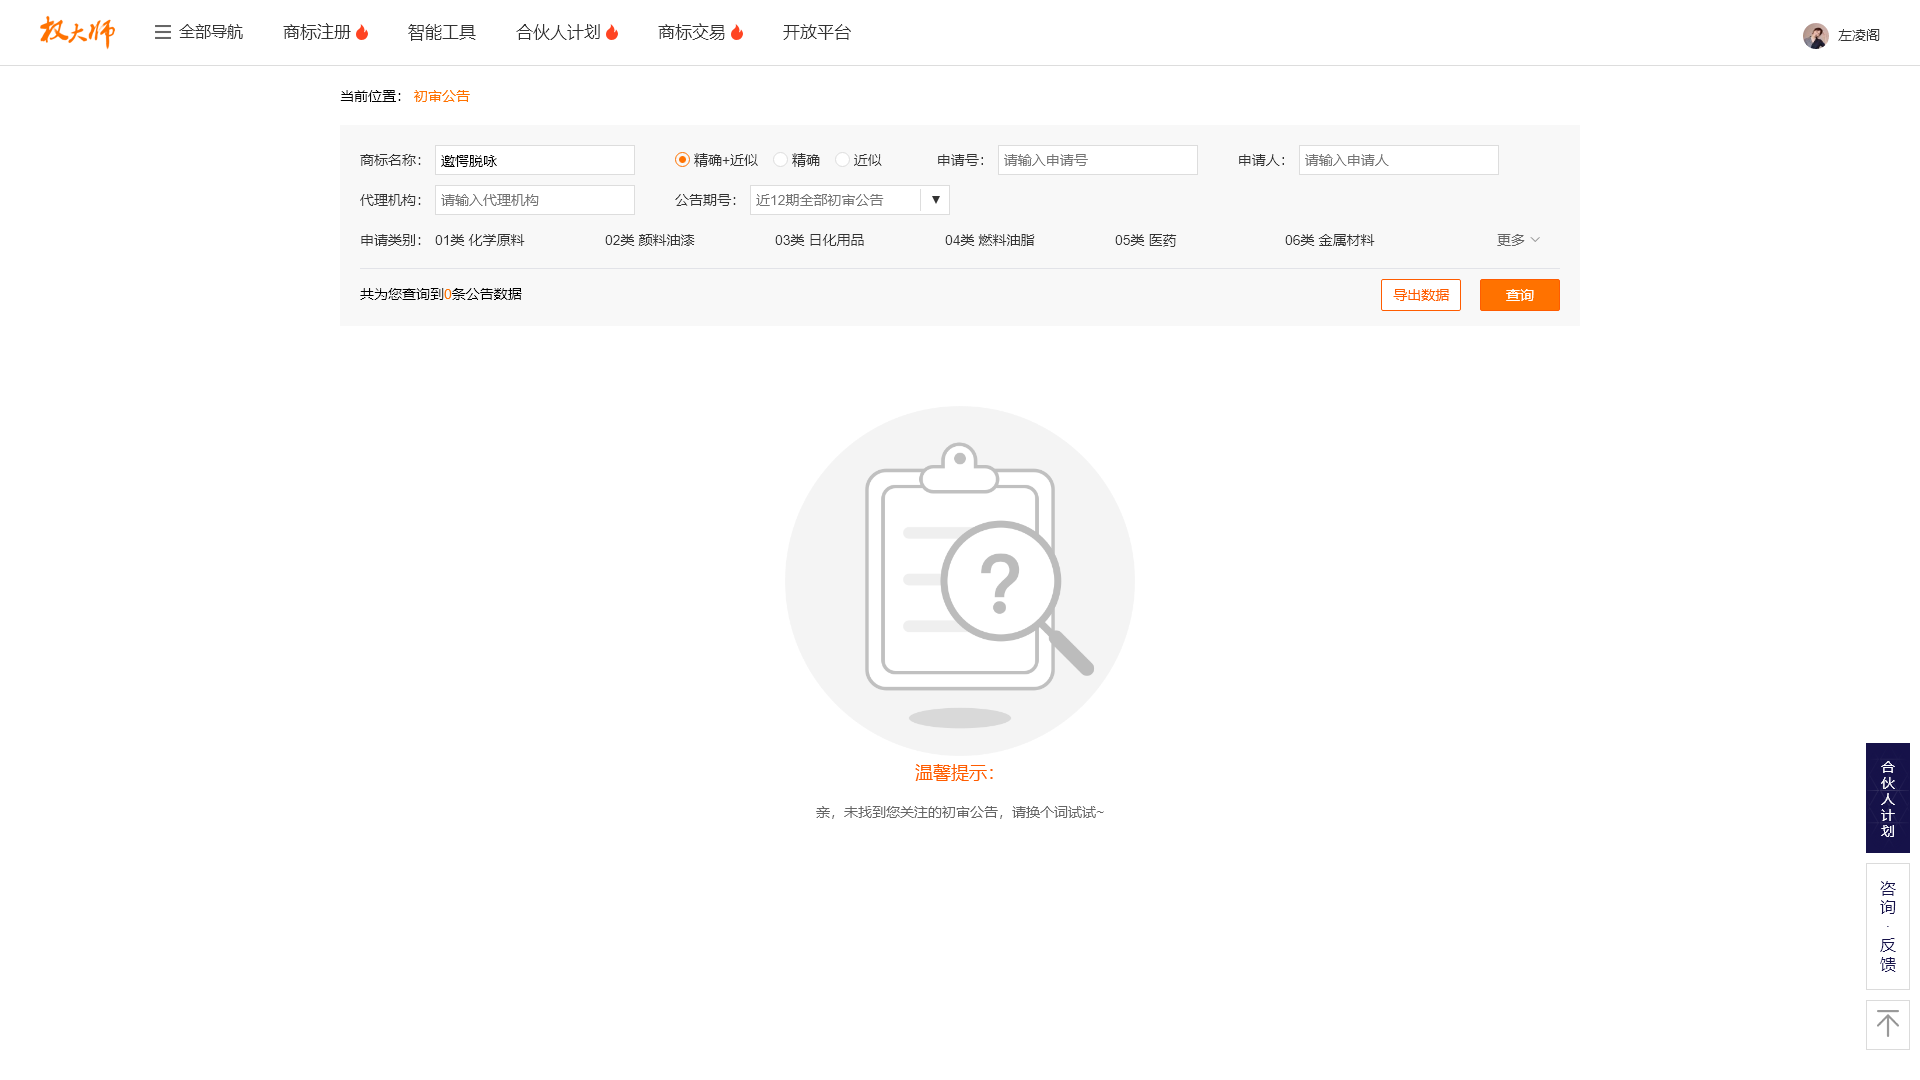 权大师 全部导航 商标注册 智能工具 合伙人计划 商标交易 开放平台 左凌阁
当前位置： 初审公告
商标名称： 邀愕脱咏 精确+近似 精确 近似 申请号： 请输入申请号 申请人： 请输入申请人
代理机构： 请输入代理机构 公告期号： 近12期全部初审公告 ▼
申请类别： 01类 化学原料 02类 颜料油漆 03类 日化用品 04类 燃料油脂 05类 医药 06类 金属材料 更多
共为您查询到0条公告数据 导出数据 查询
?
温馨提示：
亲，未找到您关注的初审公告，请换个词试试~
合伙人计划
咨询·反馈